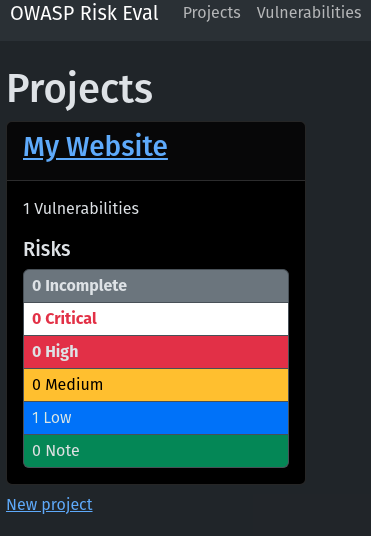 OWASP Risk Eval Projects Vulnerabilities
Projects
My Website
1 Vulnerabilities
Risks
0 Incomplete
0 Critical
0 High
0 Medium
1 Low
0 Note
New project